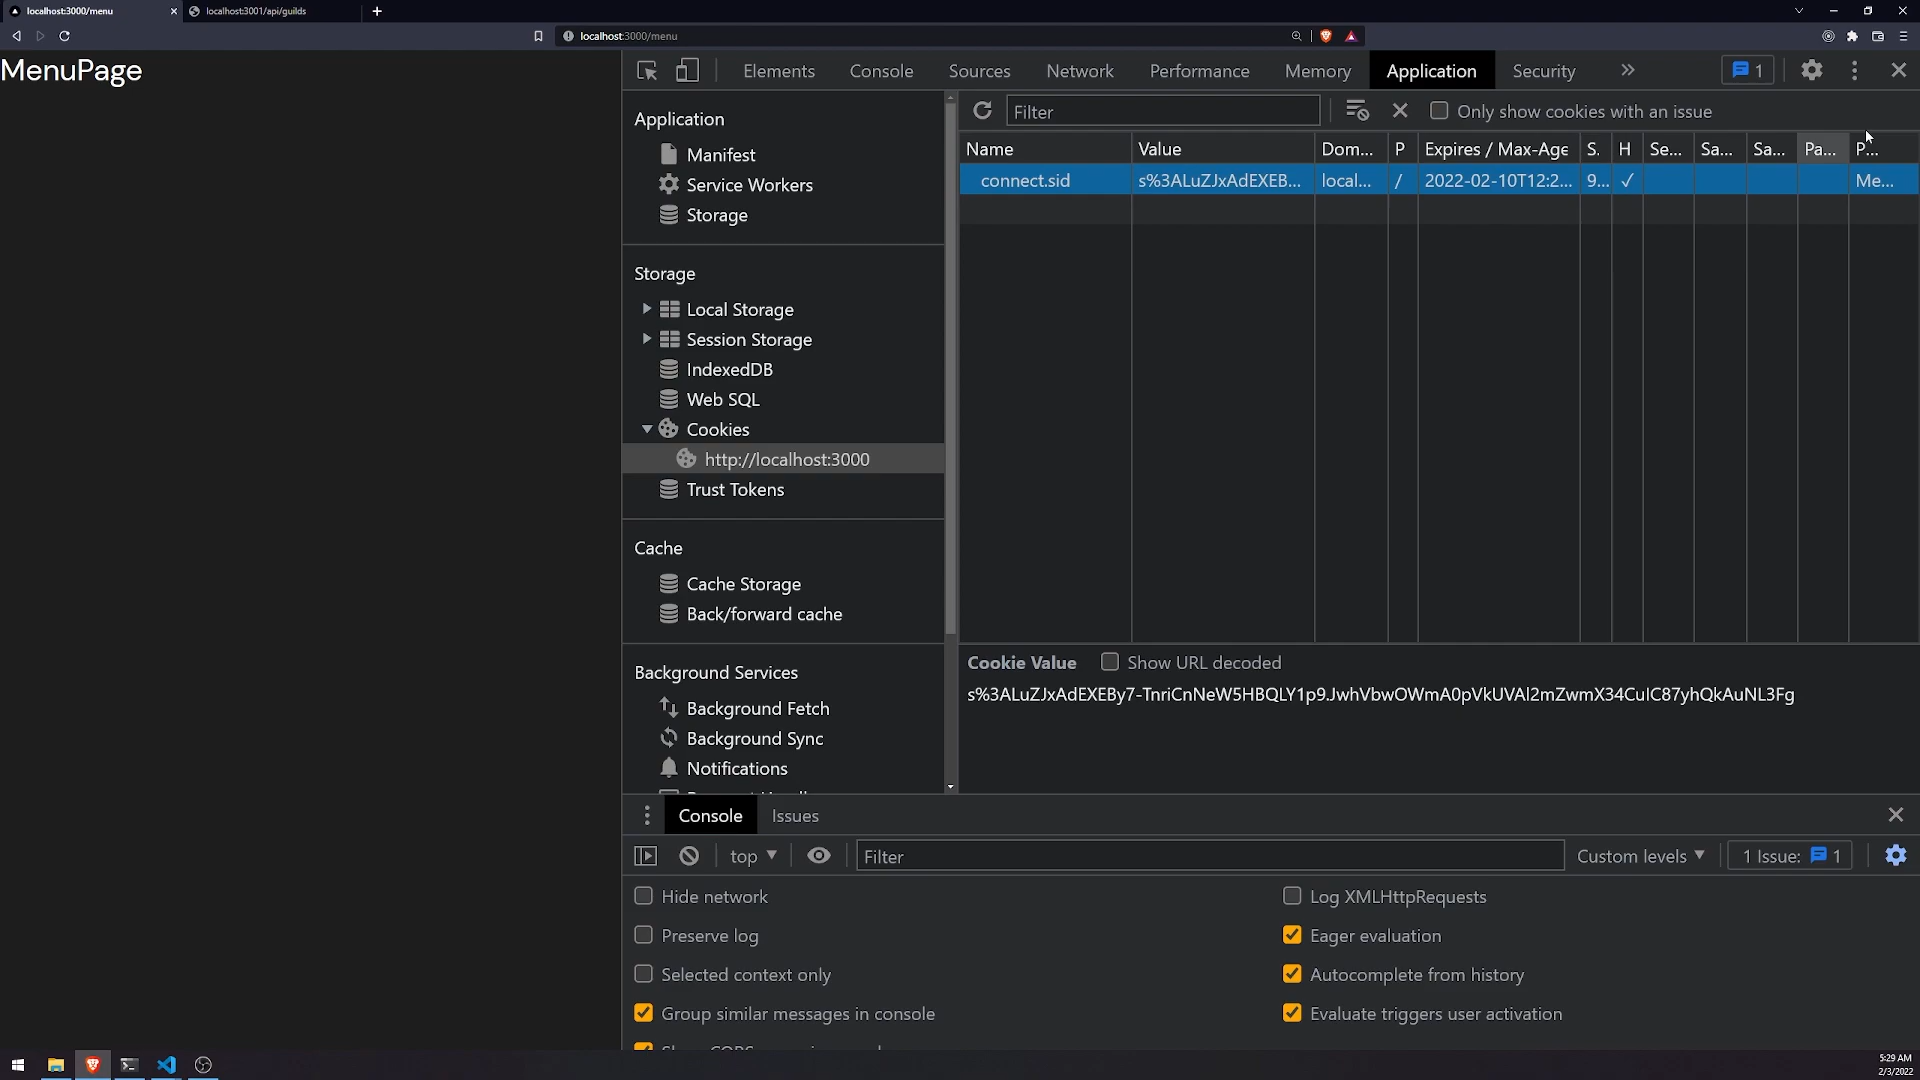 localhost:3000/menu
localhost:3001/api/guilds
localhost:3000/menu
MenuPage
Elements
Console
Sources
Network
Performance
Memory
Application
Security
1
Application
Manifest
Service Workers
Storage
Storage
Local Storage
Session Storage
IndexedDB
Web SQL
Cookies
http://localhost:3000
Trust Tokens
Cache
Cache Storage
Back/forward cache
Background Services
Background Fetch
Background Sync
Notifications
Filter
Only show cookies with an issue
Name Value Dom... P Expires / Max-Age S. H Se... Sa... Sa... Pa... P...
connect.sid s%3ALuZJxAdEXEB... local... / 2022-02-10T12:2... 9... ✓ Me...
Cookie Value Show URL decoded
s%3ALuZJxAdEXEBy7-TnriCnNeW5HBQLY1p9.JwhVbwOWmA0pVkUVAl2mZwmX34CulC87yhQkAuNL3Fg
Console Issues
top Filter Custom levels 1 Issue: 1
Hide network
Preserve log
Selected context only
Group similar messages in console
Log XMLHttpRequests
Eager evaluation
Autocomplete from history
Evaluate triggers user activation
5:29 AM
2/3/2022